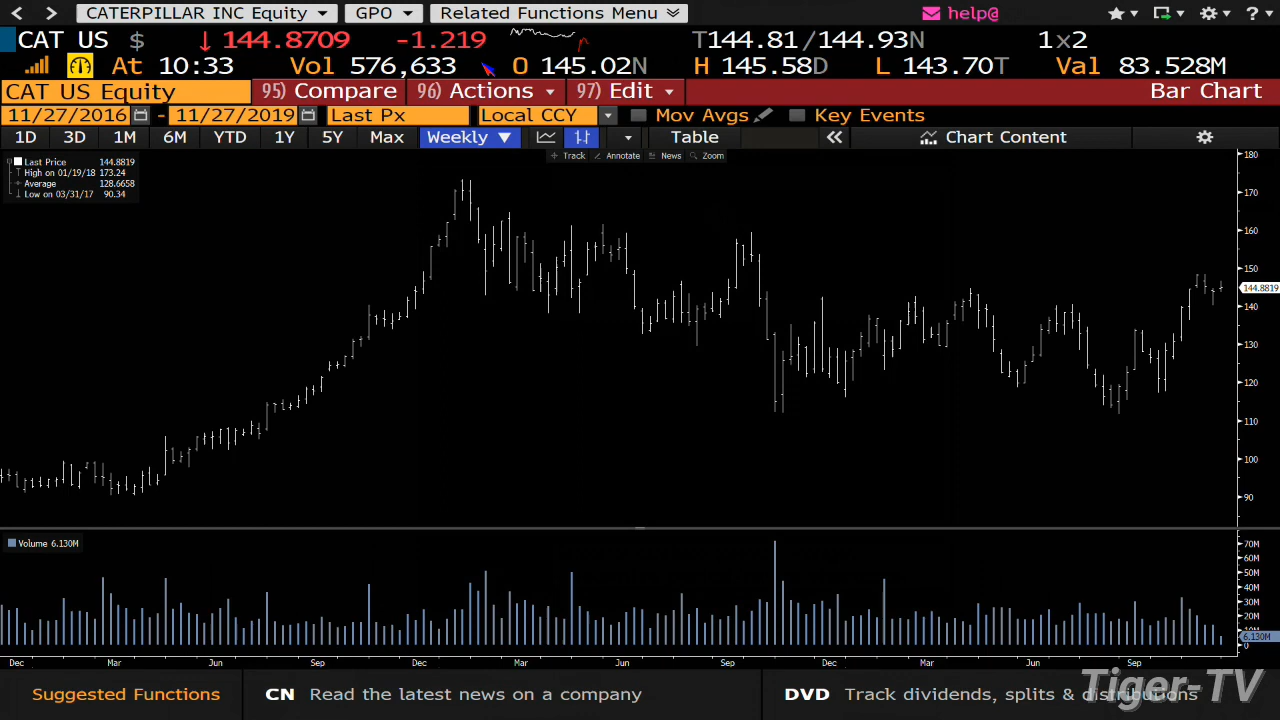 CATERPILLAR INC Equity GPO Related Functions Menu help@ ?
CAT US $ ↓ 144.8709 -1.219 T144.81/144.93N 1x2
At 10:33 Vol 576,633 O 145.02N H 145.58D L 143.70T Val 83.528M
CAT US Equity 95) Compare 96) Actions 97) Edit Bar Chart
11/27/2016 - 11/27/2019 Last Px Local CCY Mov Avgs Key Events
1D 3D 1M 6M YTD 1Y 5Y Max Weekly ▼ Table Chart Content
Track Annotate News Zoom
Last Price 144.8819
High on 01/19/18 173.24
Average 128.6658
Low on 03/31/17 90.34
180
170
160
150
144.8819
140
130
120
110
100
90
Volume 6.130M
70M
60M
50M
40M
30M
20M
10M
6.130M
0
Dec Mar Jun Sep Dec Mar Jun Sep Dec Mar Jun Sep
Suggested Functions CN Read the latest news on a company DVD Track dividends, splits & distributions
Tiger-TV